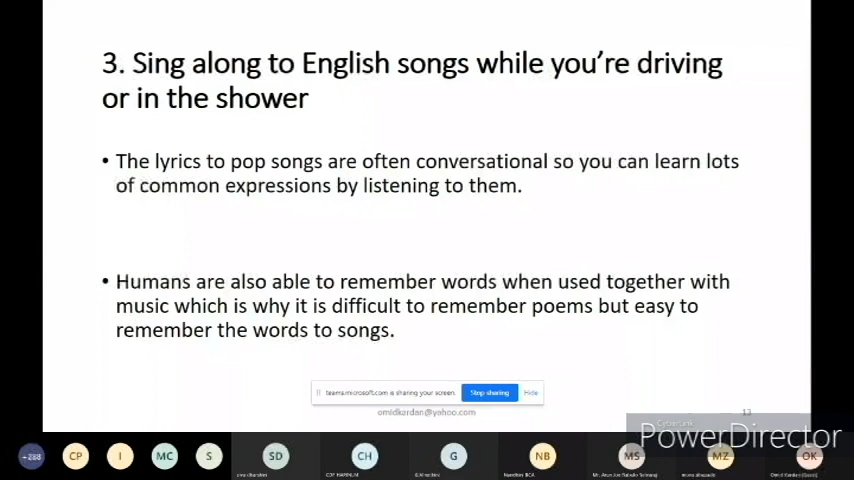 3. Sing along to English songs while you're driving
or in the shower
• The lyrics to pop songs are often conversational so you can learn lots
of common expressions by listening to them.
• Humans are also able to remember words when used together with
music which is why it is difficult to remember poems but easy to
remember the words to songs.
teams.microsoft.com is sharing your screen. Stop sharing Hide
omidkardan@yahoo.com
13
CyberLink
PowerDirector
+288 CP I MC S SD CH G NB MS MZ OK